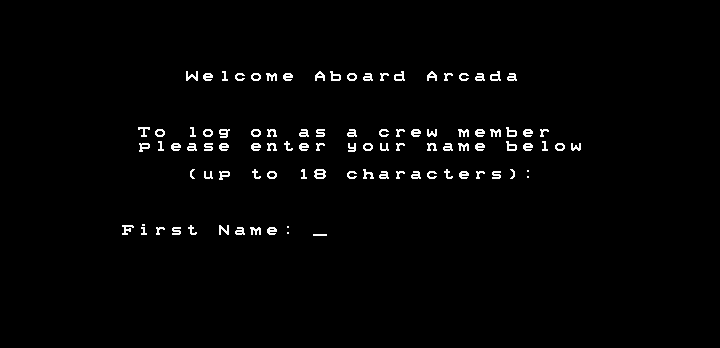 Welcome Aboard Arcada
To log on as a crew member
please enter your name below
(up to 18 characters):
First Name: _